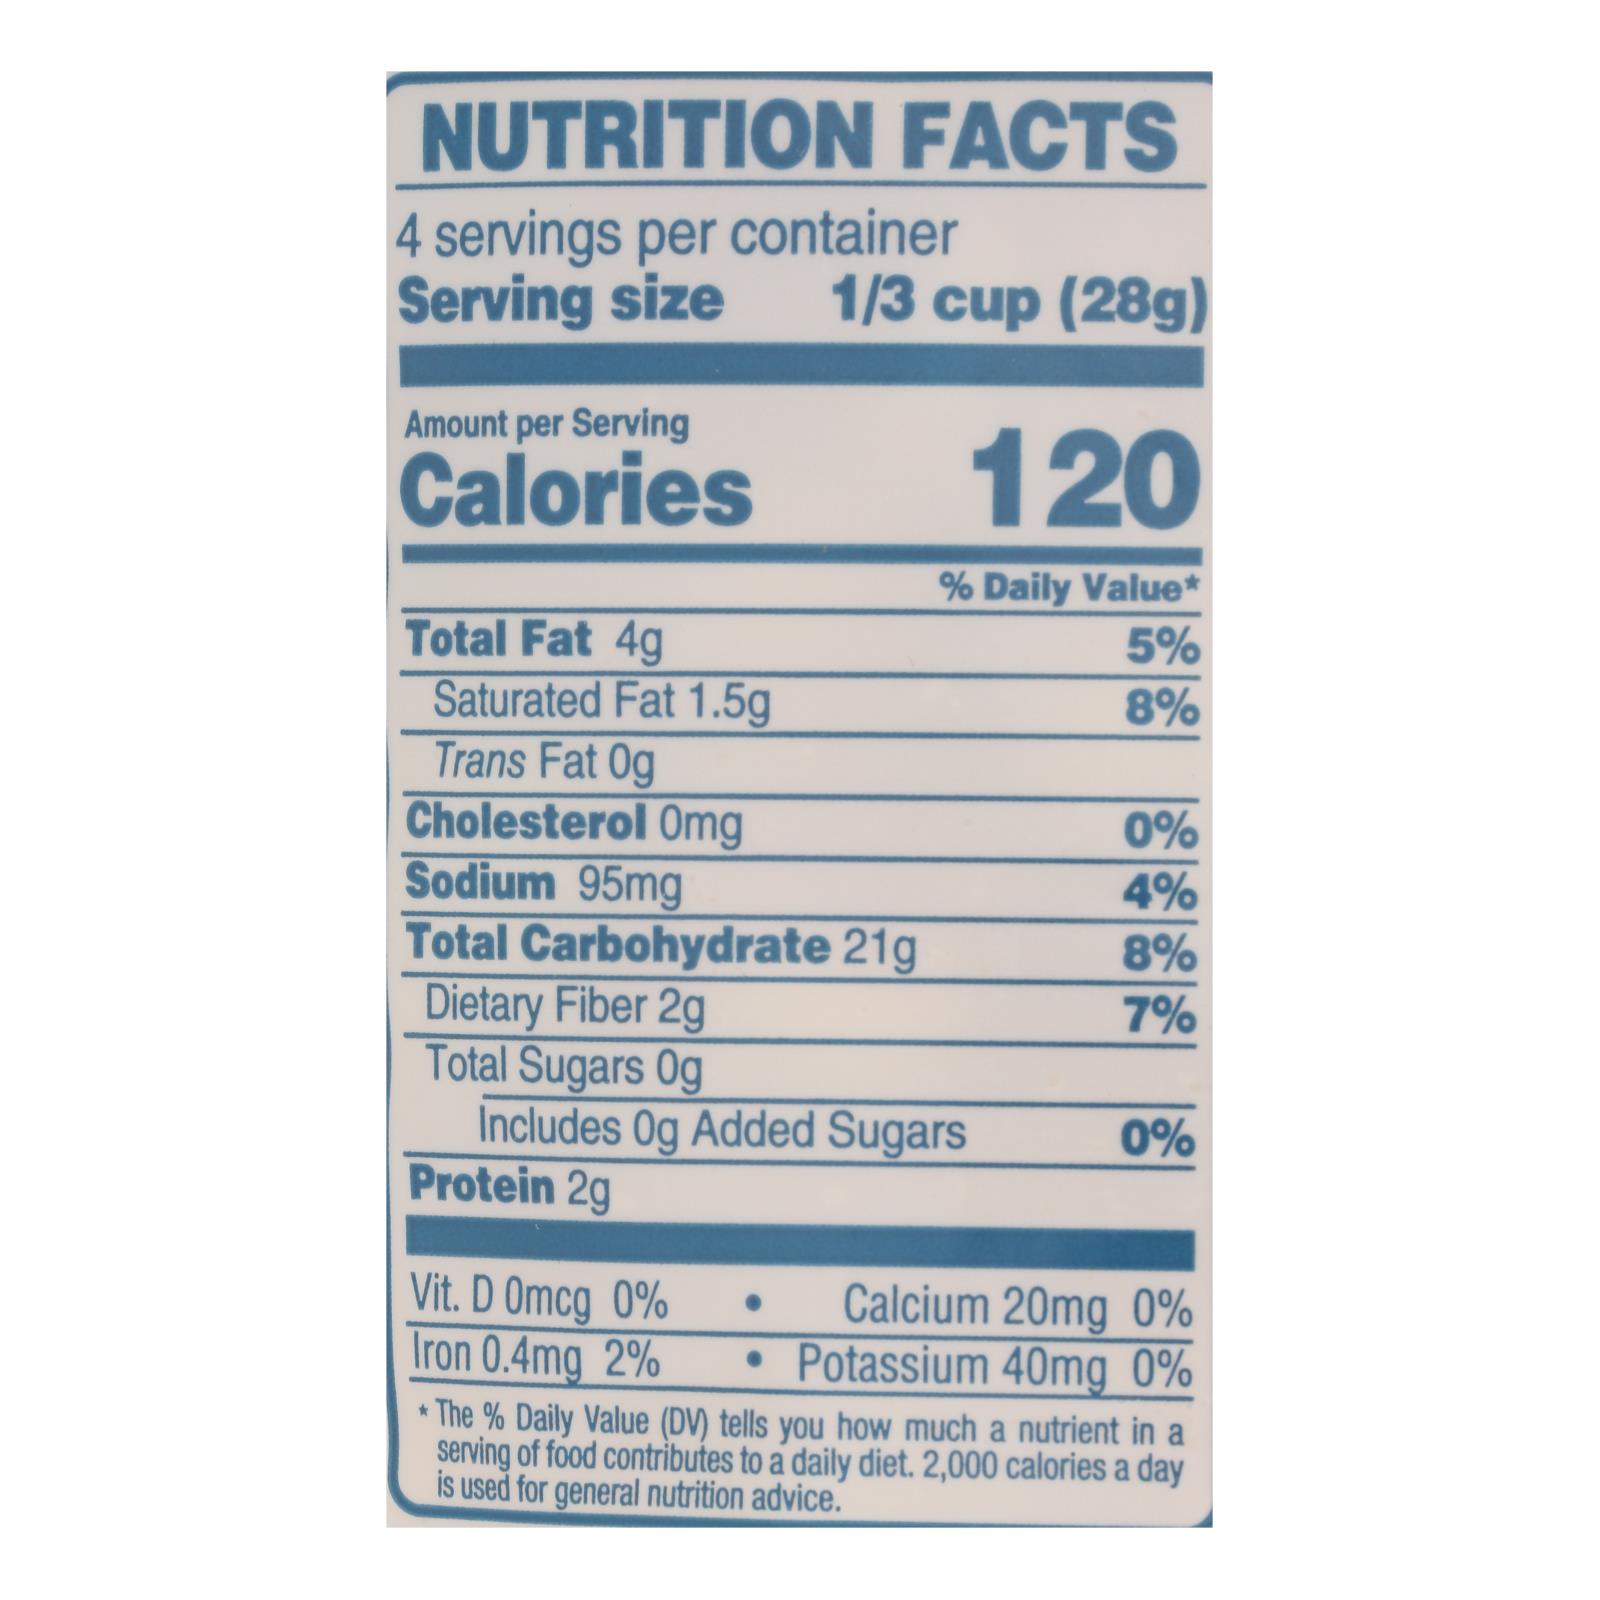 NUTRITION FACTS
4 servings per container
Serving size 1/3 cup (28g)
Amount per Serving
Calories 120
% Daily Value*
Total Fat 4g 5%
Saturated Fat 1.5g 8%
Trans Fat 0g
Cholesterol 0mg 0%
Sodium 95mg 4%
Total Carbohydrate 21g 8%
Dietary Fiber 2g 7%
Total Sugars 0g
Includes 0g Added Sugars 0%
Protein 2g
Vit. D 0mcg 0% • Calcium 20mg 0%
Iron 0.4mg 2% • Potassium 40mg 0%
* The % Daily Value (DV) tells you how much a nutrient in a
serving of food contributes to a daily diet. 2,000 calories a day
is used for general nutrition advice.